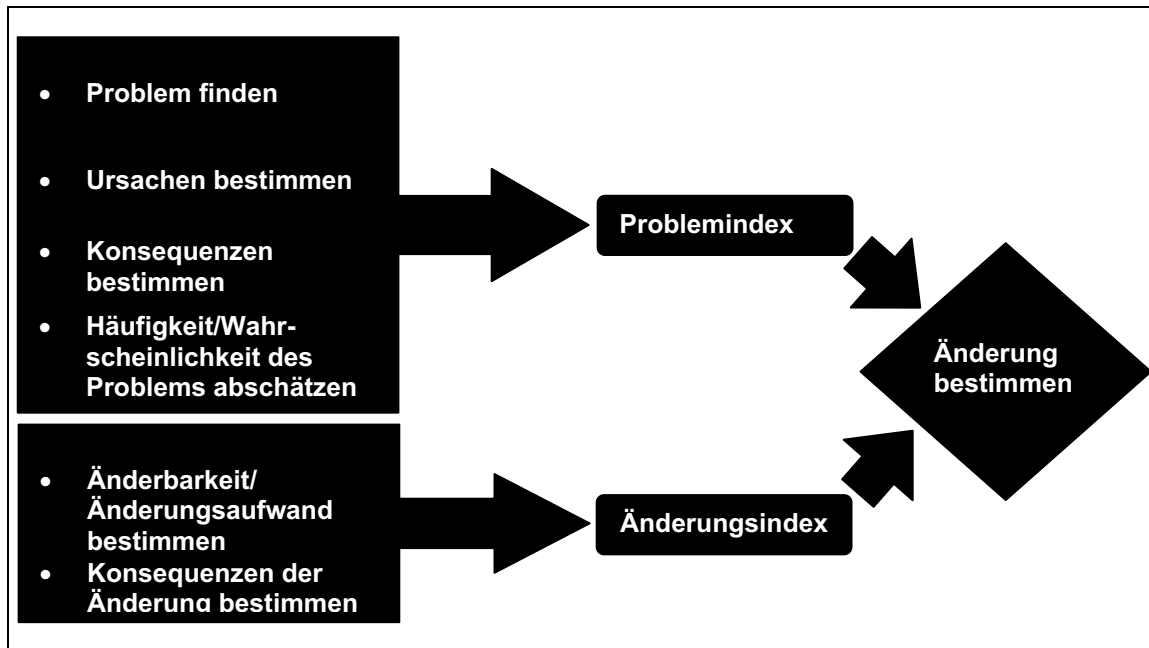 • Problem finden
• Ursachen bestimmen
• Konsequenzen
bestimmen
• Häufigkeit/Wahr-
scheinlichkeit des
Problems abschätzen
Problemindex
Änderung
bestimmen
• Änderbarkeit/
Änderungsaufwand
bestimmen
• Konsequenzen der
Änderung bestimmen
Änderungsindex